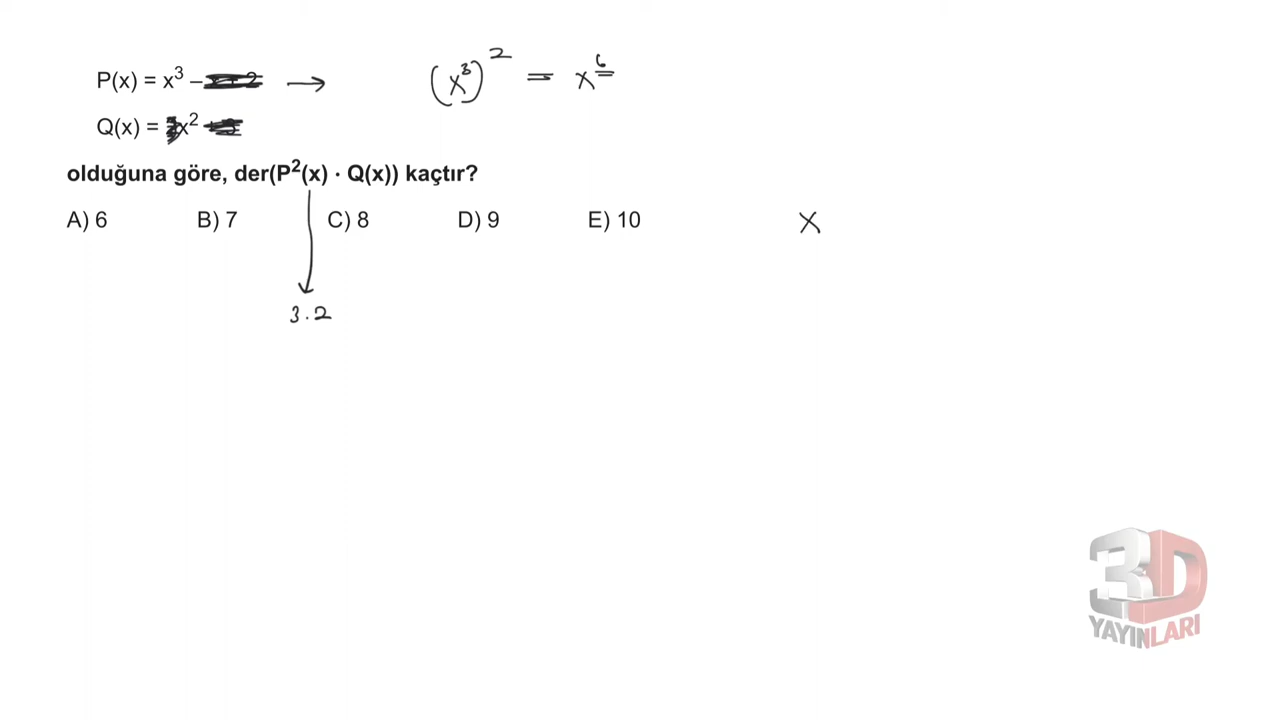 P(x) = x³ –
→ (x³)² = x⁶
Q(x) = x²
olduğuna göre, der(P²(x) · Q(x)) kaçtır?
A) 6 B) 7 C) 8 D) 9 E) 10
x
3.2
3D
YAYINLARI